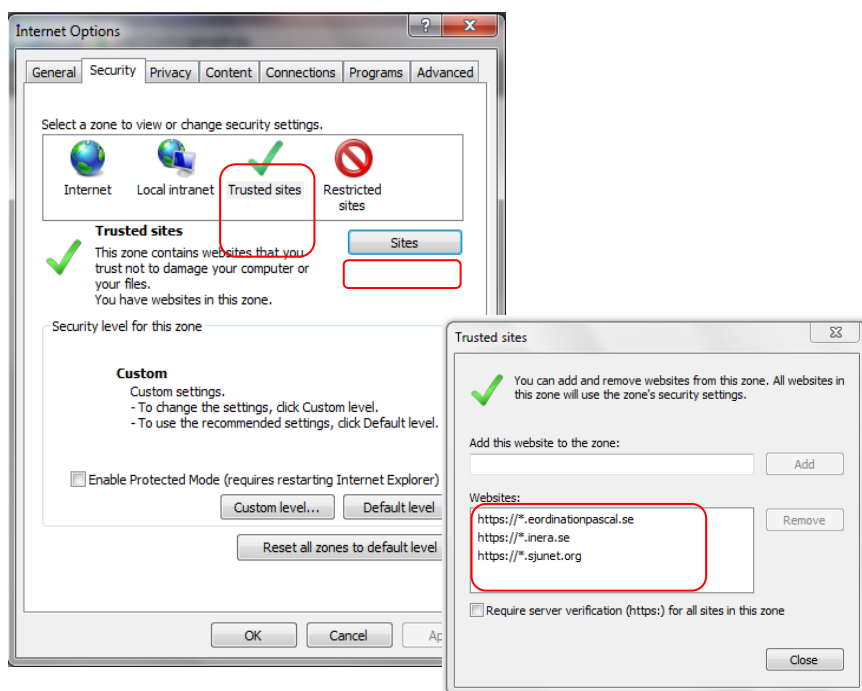 Internet Options
?
X
General Security Privacy Content Connections Programs Advanced
Select a zone to view or change security settings.
Internet
Local intranet
Trusted sites
Restricted
sites
Trusted sites
Sites
This zone contains websites that you
trust not to damage your computer or
your files.
You have websites in this zone.
Security level for this zone
Custom
Custom settings.
- To change the settings, click Custom level.
- To use the recommended settings, click Default level.
Enable Protected Mode (requires restarting Internet Explorer)
Custom level...
Default level
Reset all zones to default level
OK
Cancel
Ap
Trusted sites
You can add and remove websites from this zone. All websites in
this zone will use the zone's security settings.
Add this website to the zone:
Add
Websites:
https://*.eordinationpascal.se
https://*.inera.se
https://*.sjunet.org
Remove
Require server verification (https:) for all sites in this zone
Close